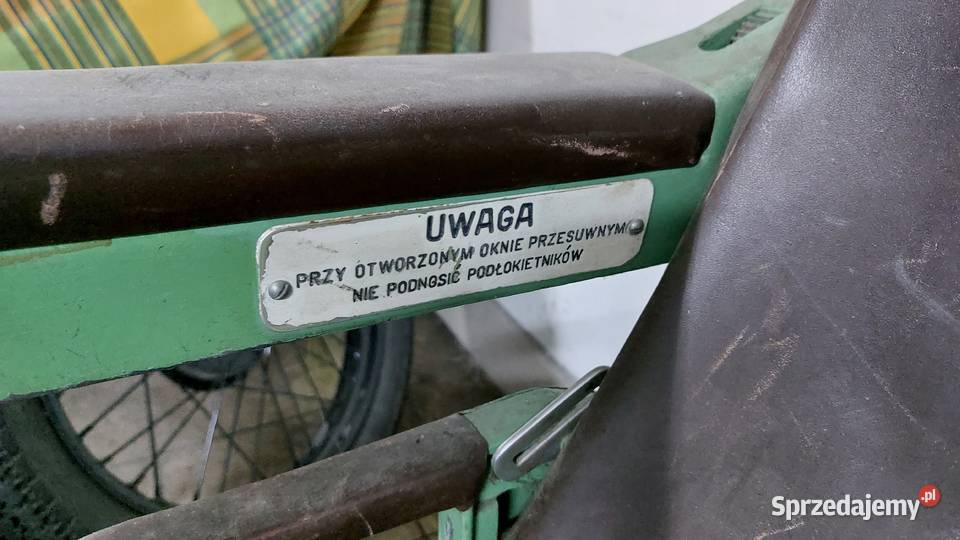 UWAGA
PRZY OTWORZONYM OKNIE PRZESUWNYM
NIE PODNOSIĆ PODŁOKIETNIKÓW
Sprzedajemy.pl